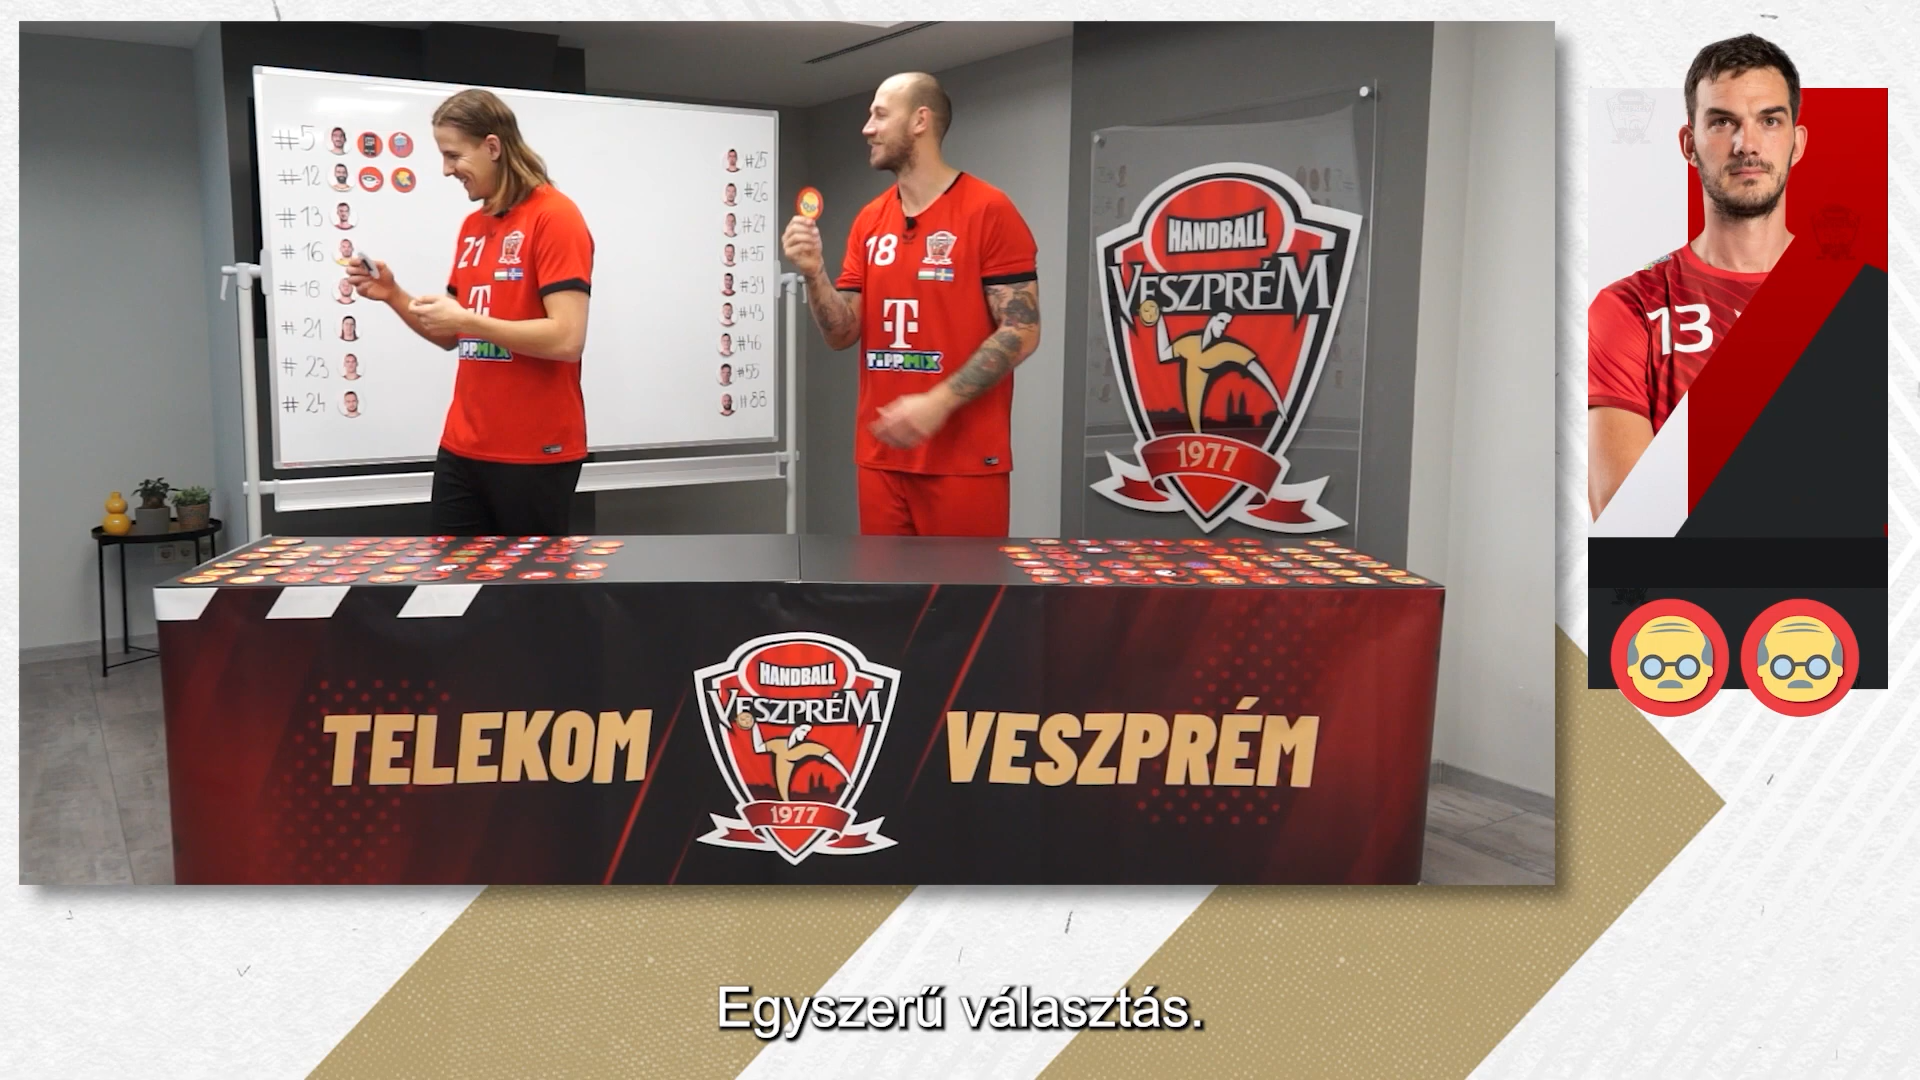 #5
#12
#13
#16
#18
#21
#23
#24
#25
#26
#27
#35
#39
#43
#46
#55
#88
21
T
TIPPMIX
18
T
TIPPMIX
HANDBALL
VESZPRÉM
1977
13
TELEKOM
HANDBALL
VESZPRÉM
1977
VESZPRÉM
Egyszerű választás.